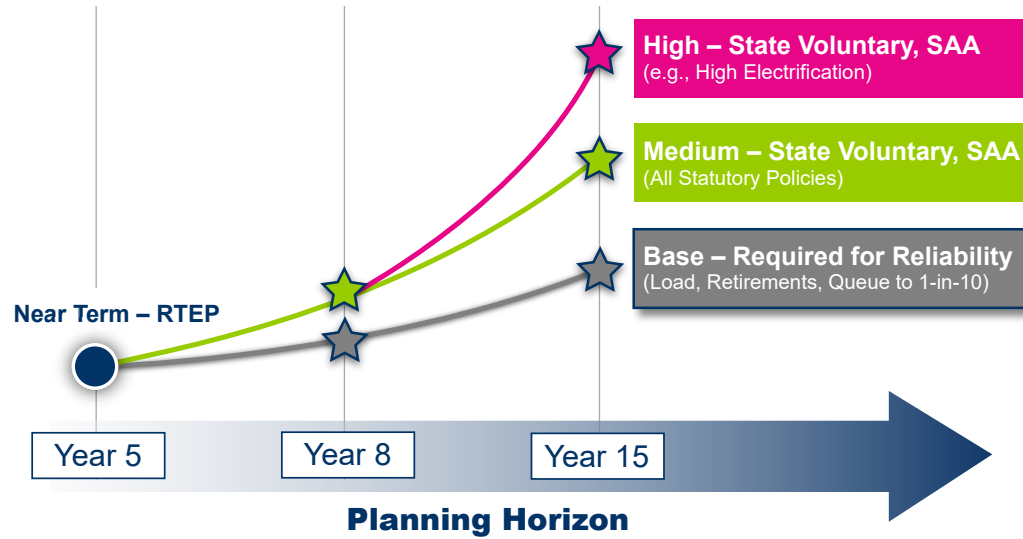 High – State Voluntary, SAA
(e.g., High Electrification)
Medium – State Voluntary, SAA
(All Statutory Policies)
Base – Required for Reliability
(Load, Retirements, Queue to 1-in-10)
Near Term – RTEP
Year 5
Year 8
Year 15
Planning Horizon